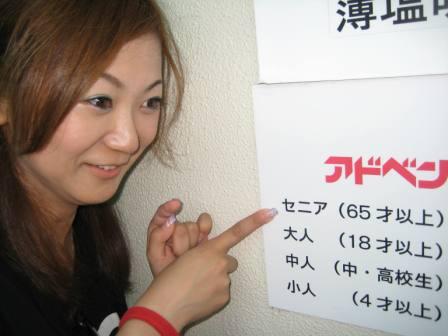 薄塩
アドベン
セニア (65才以上)
大人 (18才以上)
中人 (中・高校生)
小人 (4才以上)